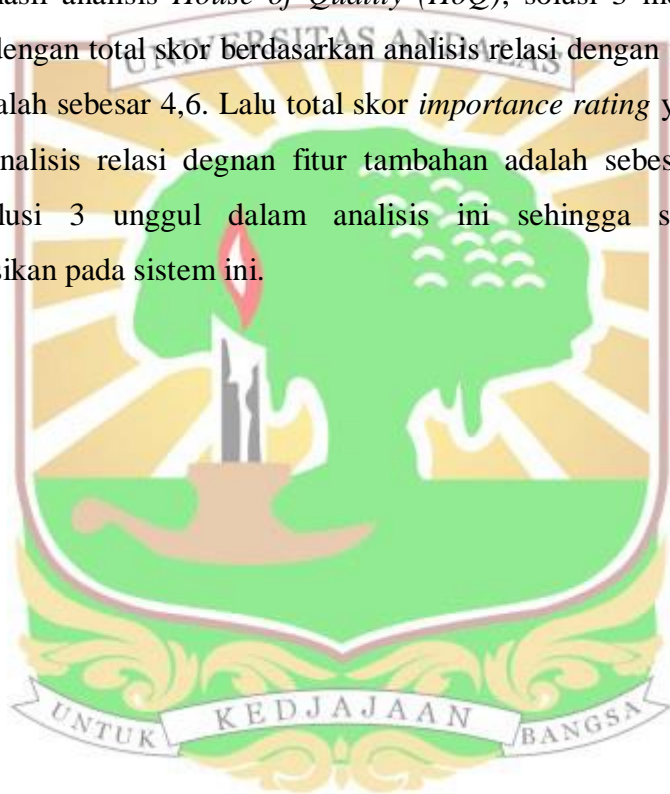 hasil analisis House of Quality (HoQ), solusi 3
dengan total skor berdasarkan analisis relasi dengan
alah sebesar 4,6. Lalu total skor importance rating
analisis relasi degnan fitur tambahan adalah
lusi 3 unggul dalam analisis ini sehingga
sikan pada sistem ini.
UNIVERSITAS ANDALAS
UNTUK KEDJAJAAN BANGSA